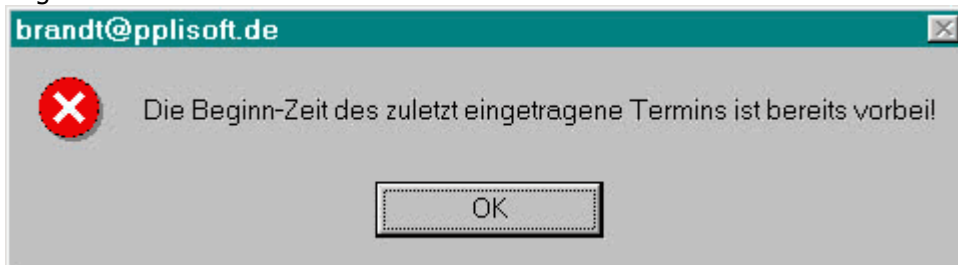 brandt@pplisoft.de
Die Beginn-Zeit des zuletzt eingetragene Termins ist bereits vorbei!
OK